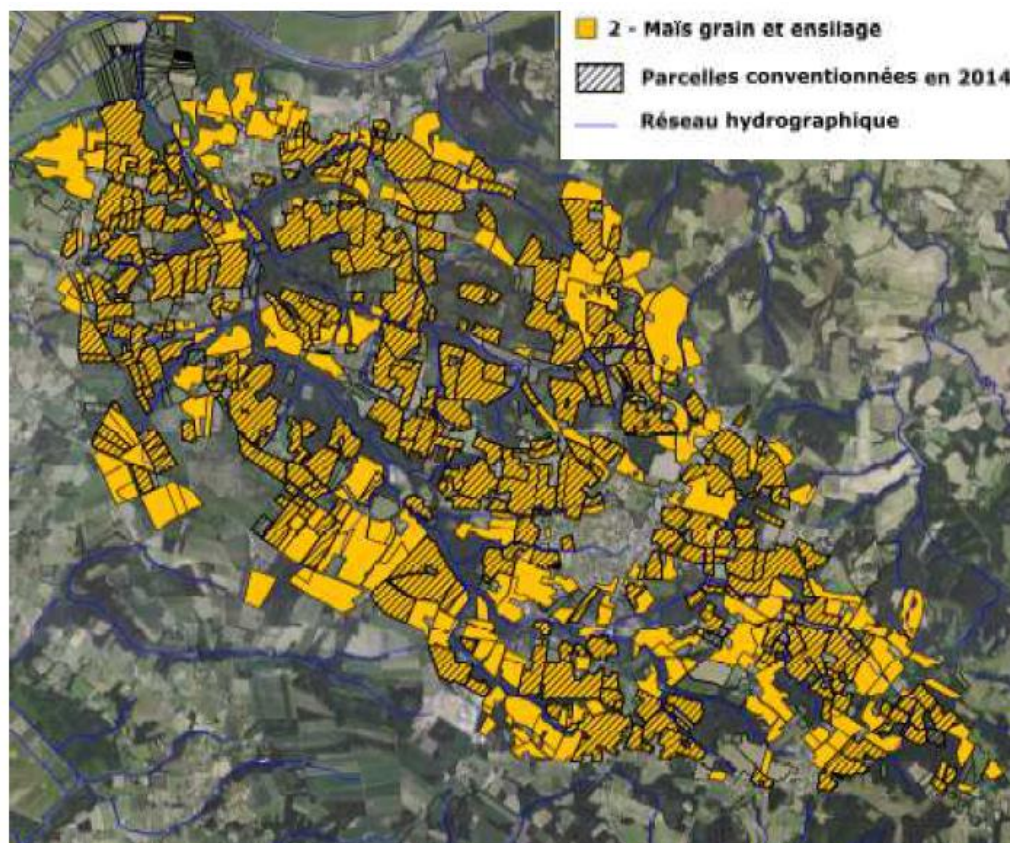 2 - Maïs grain et ensilage
Parcelles conventionnées en 2014
Réseau hydrographique